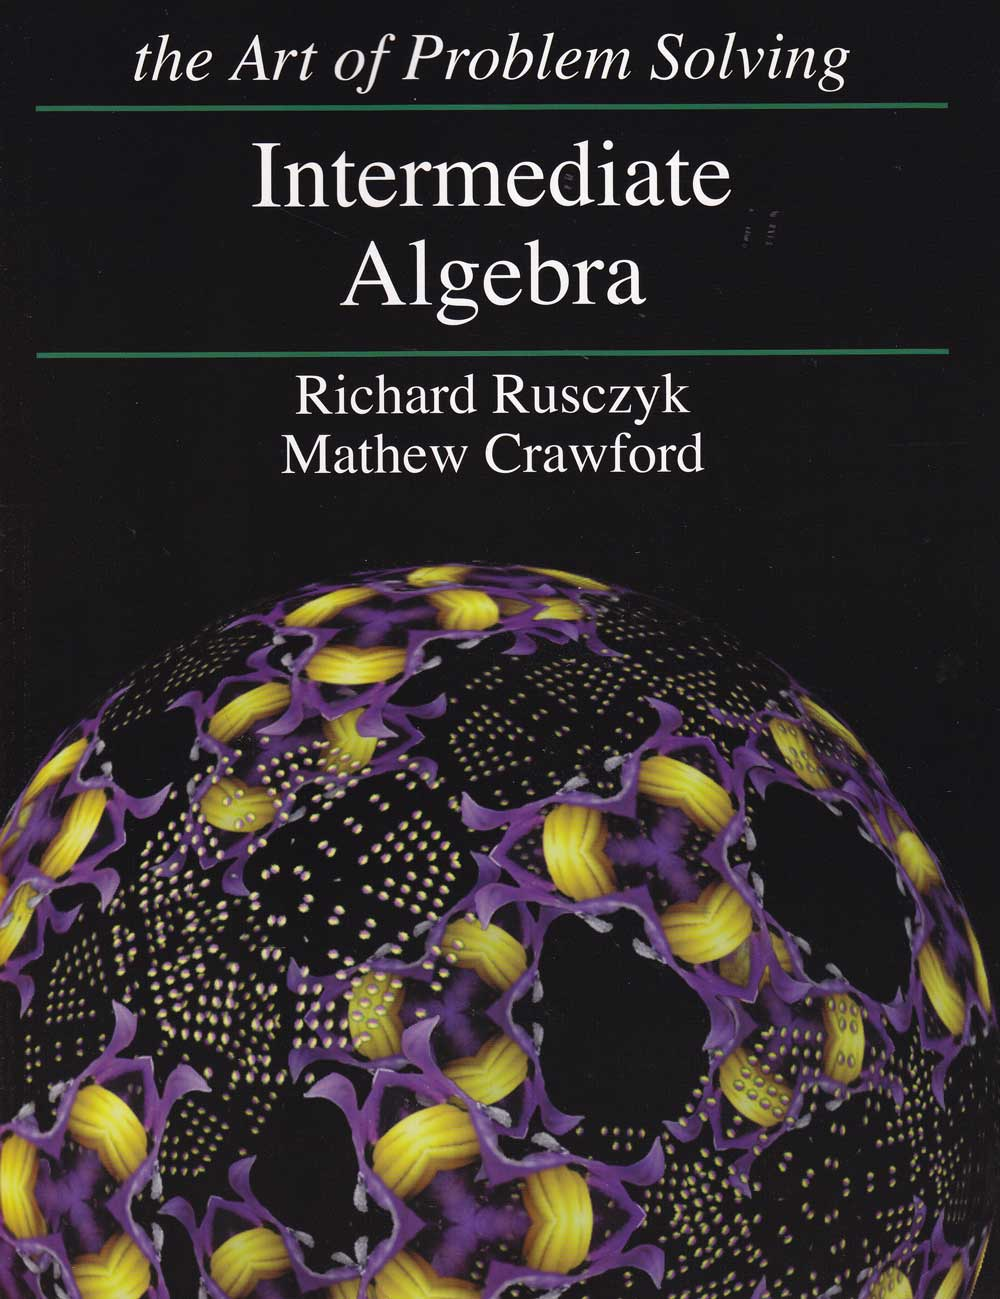 the Art of Problem Solving
Intermediate
Algebra
Richard Rusczyk
Mathew Crawford